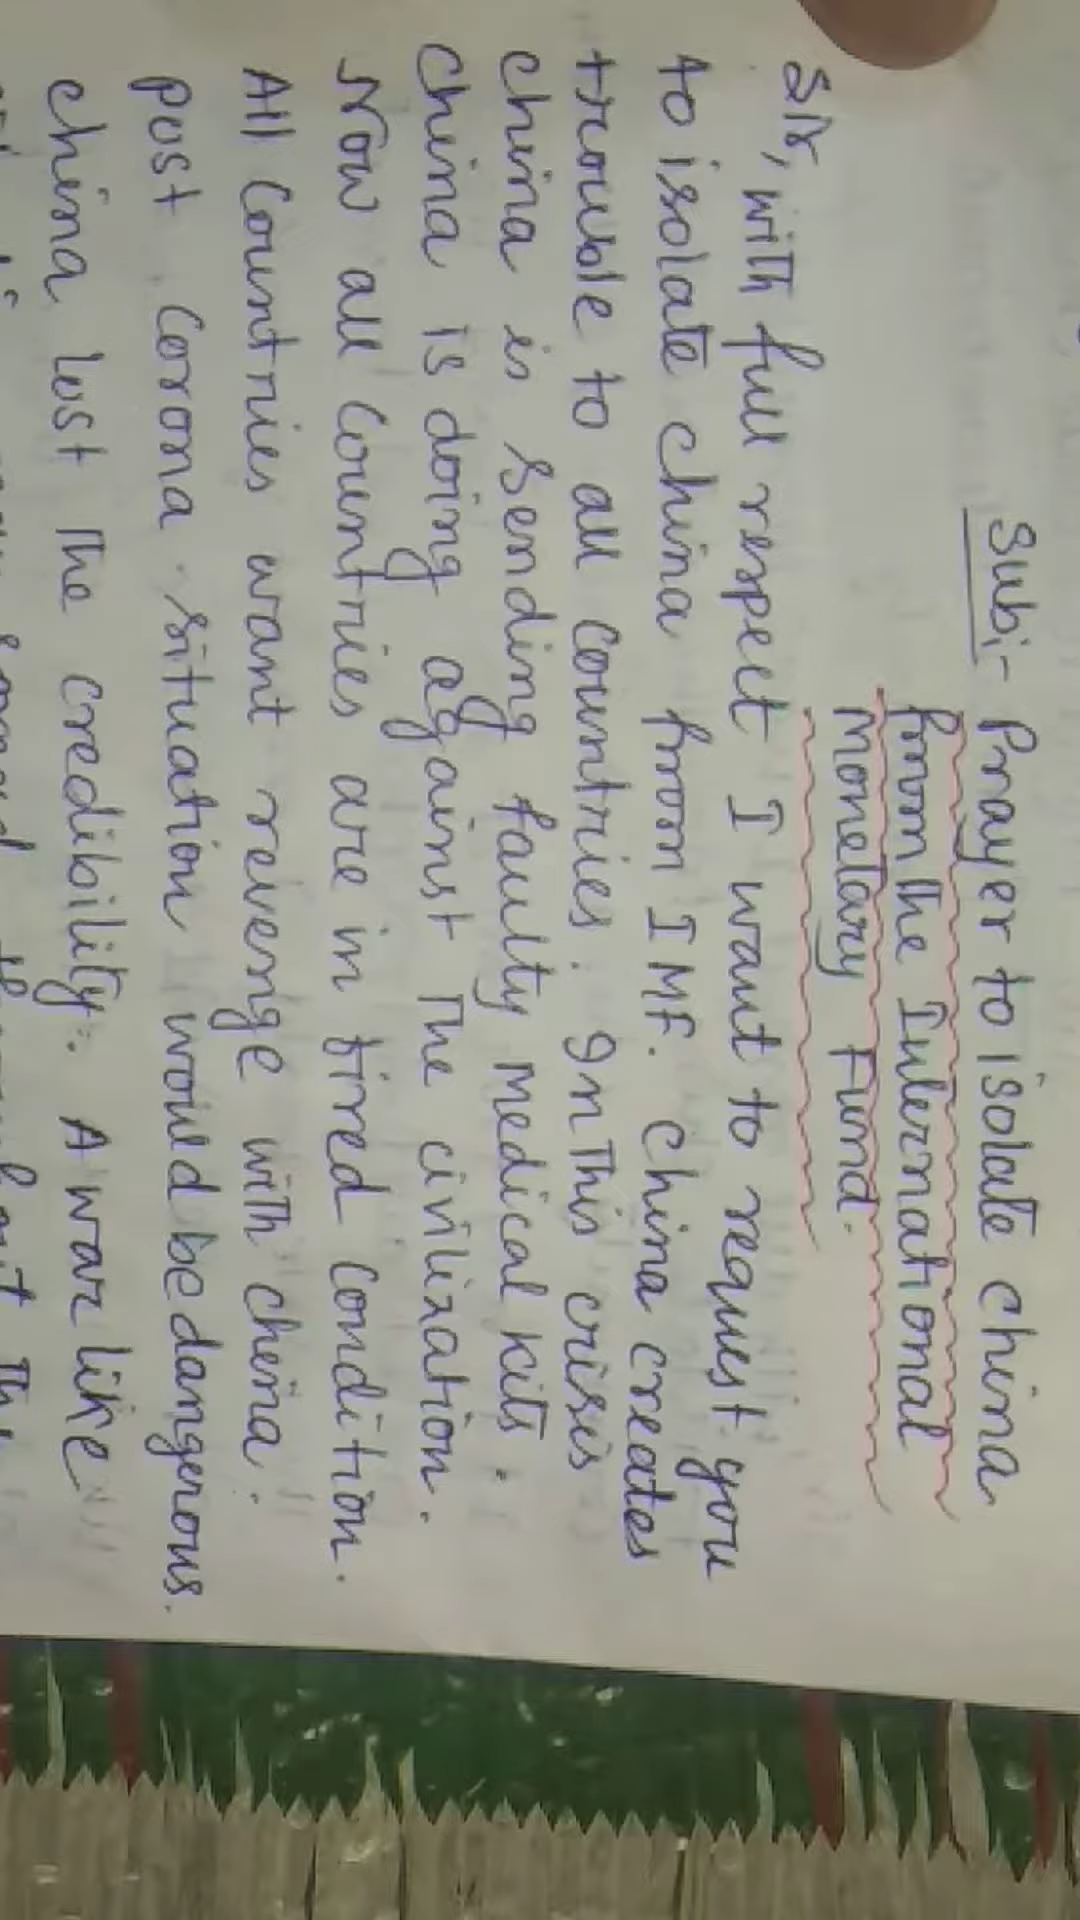 Sub:- Prayer to isolate China
from the International
Monetary Fund.
Sir, with full respect I want to request you
to isolate China from IMF. China creates
trouble to all countries. In This crisis
China is sending faulty medical kits.
China is doing against The civilization.
Now all Countries are in tired Condition.
All Countries want revenge with China.
Post Corona situation would be dangerous.
China lost The credibility. A war like